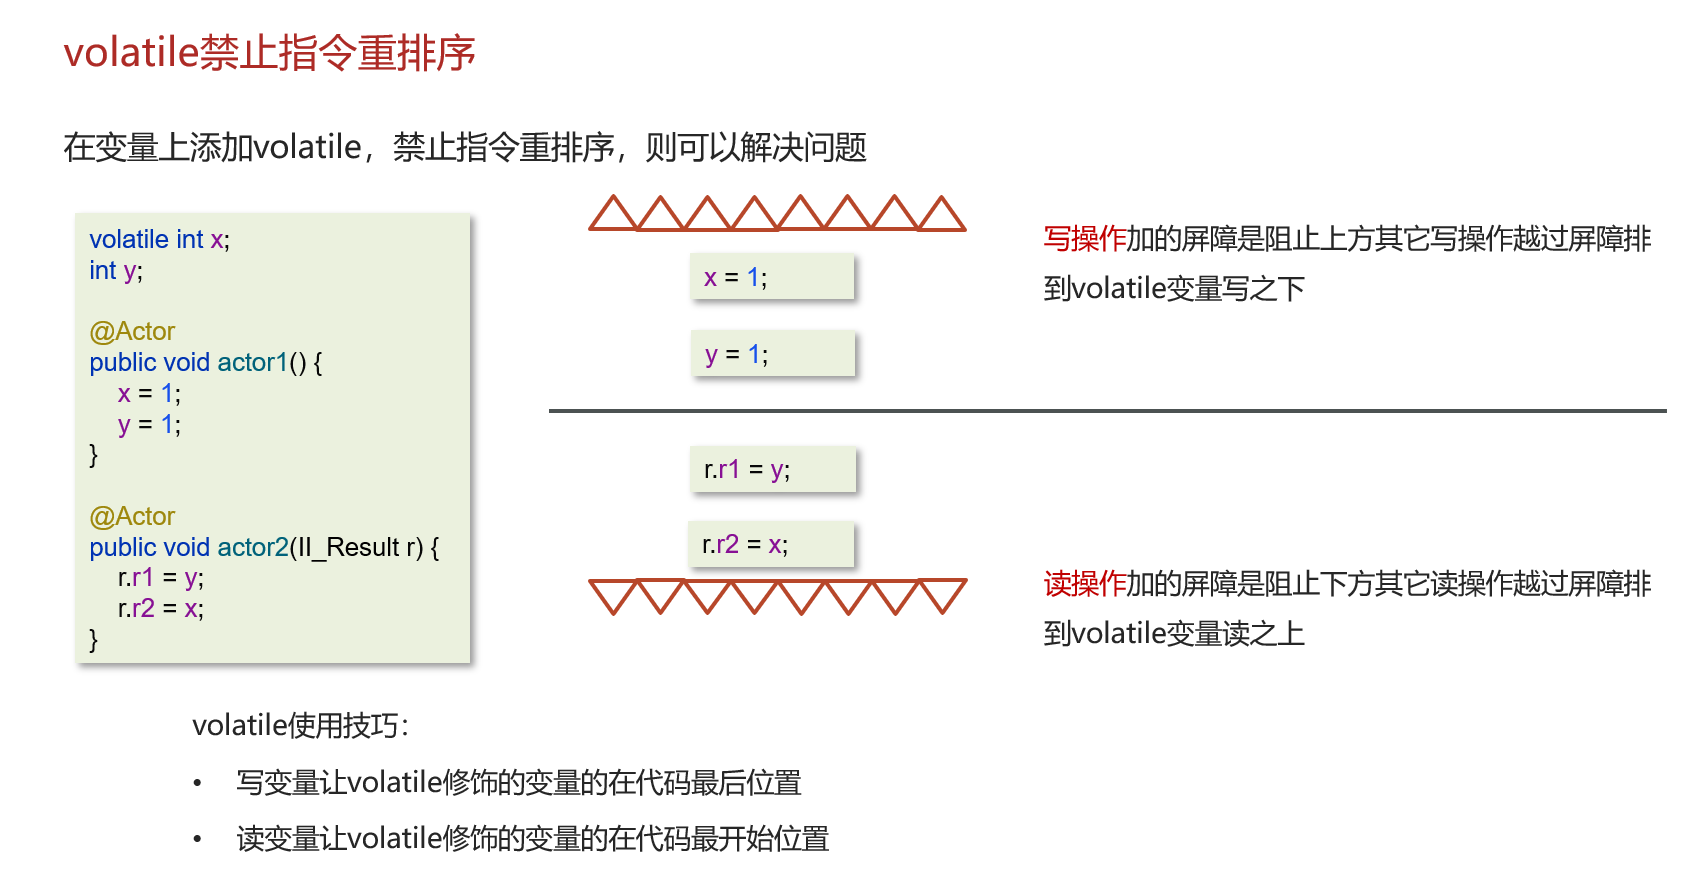 volatile禁止指令重排序
在变量上添加volatile，禁止指令重排序，则可以解决问题
volatile int x;
int y;
@Actor
public void actor1() {
x = 1;
y = 1;
}
@Actor
public void actor2(II_Result r) {
r.r1 = y;
r.r2 = x;
}
x = 1;
y = 1;
r.r1 = y;
r.r2 = x;
写操作加的屏障是阻止上方其它写操作越过屏障排
到volatile变量写之下
读操作加的屏障是阻止下方其它读操作越过屏障排
到volatile变量读之上
volatile使用技巧：
• 写变量让volatile修饰的变量的在代码最后位置
• 读变量让volatile修饰的变量的在代码最开始位置